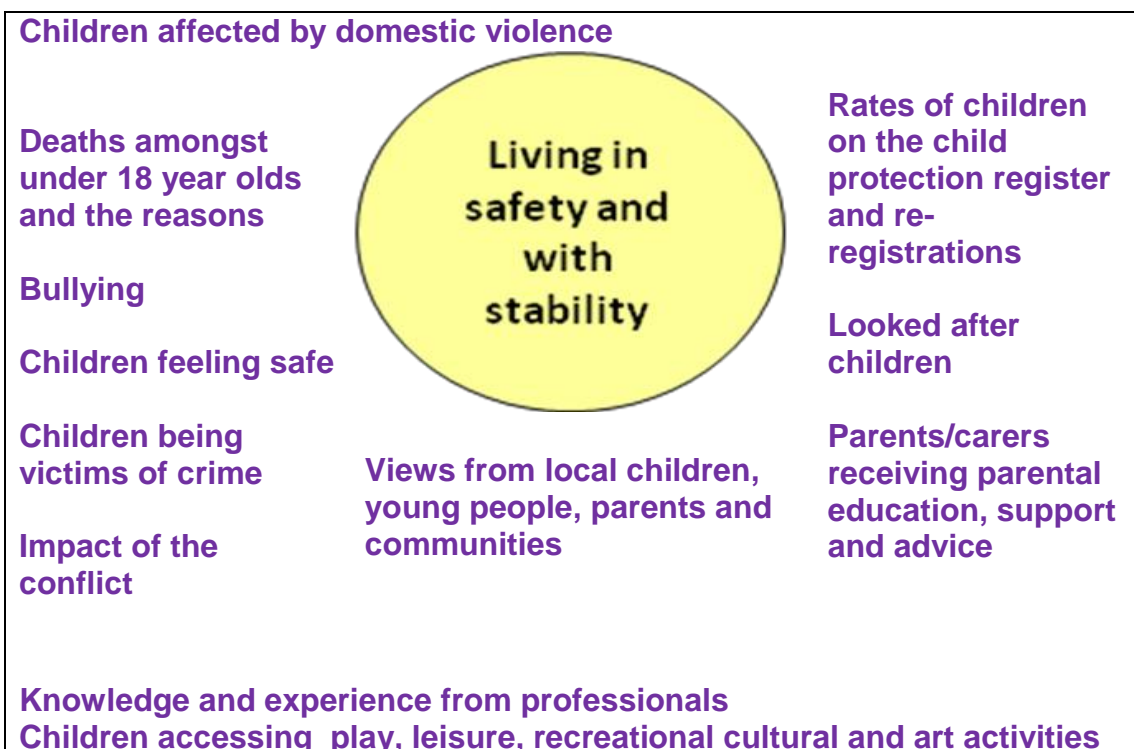 Children affected by domestic violence
Deaths amongst
under 18 year olds
and the reasons
Bullying
Children feeling safe
Children being
victims of crime
Impact of the
conflict
Living in
safety and
with
stability
Views from local children,
young people, parents and
communities
Rates of children
on the child
protection register
and re-
registrations
Looked after
children
Parents/carers
receiving parental
education, support
and advice
Knowledge and experience from professionals
Children accessing play, leisure, recreational cultural and art activities